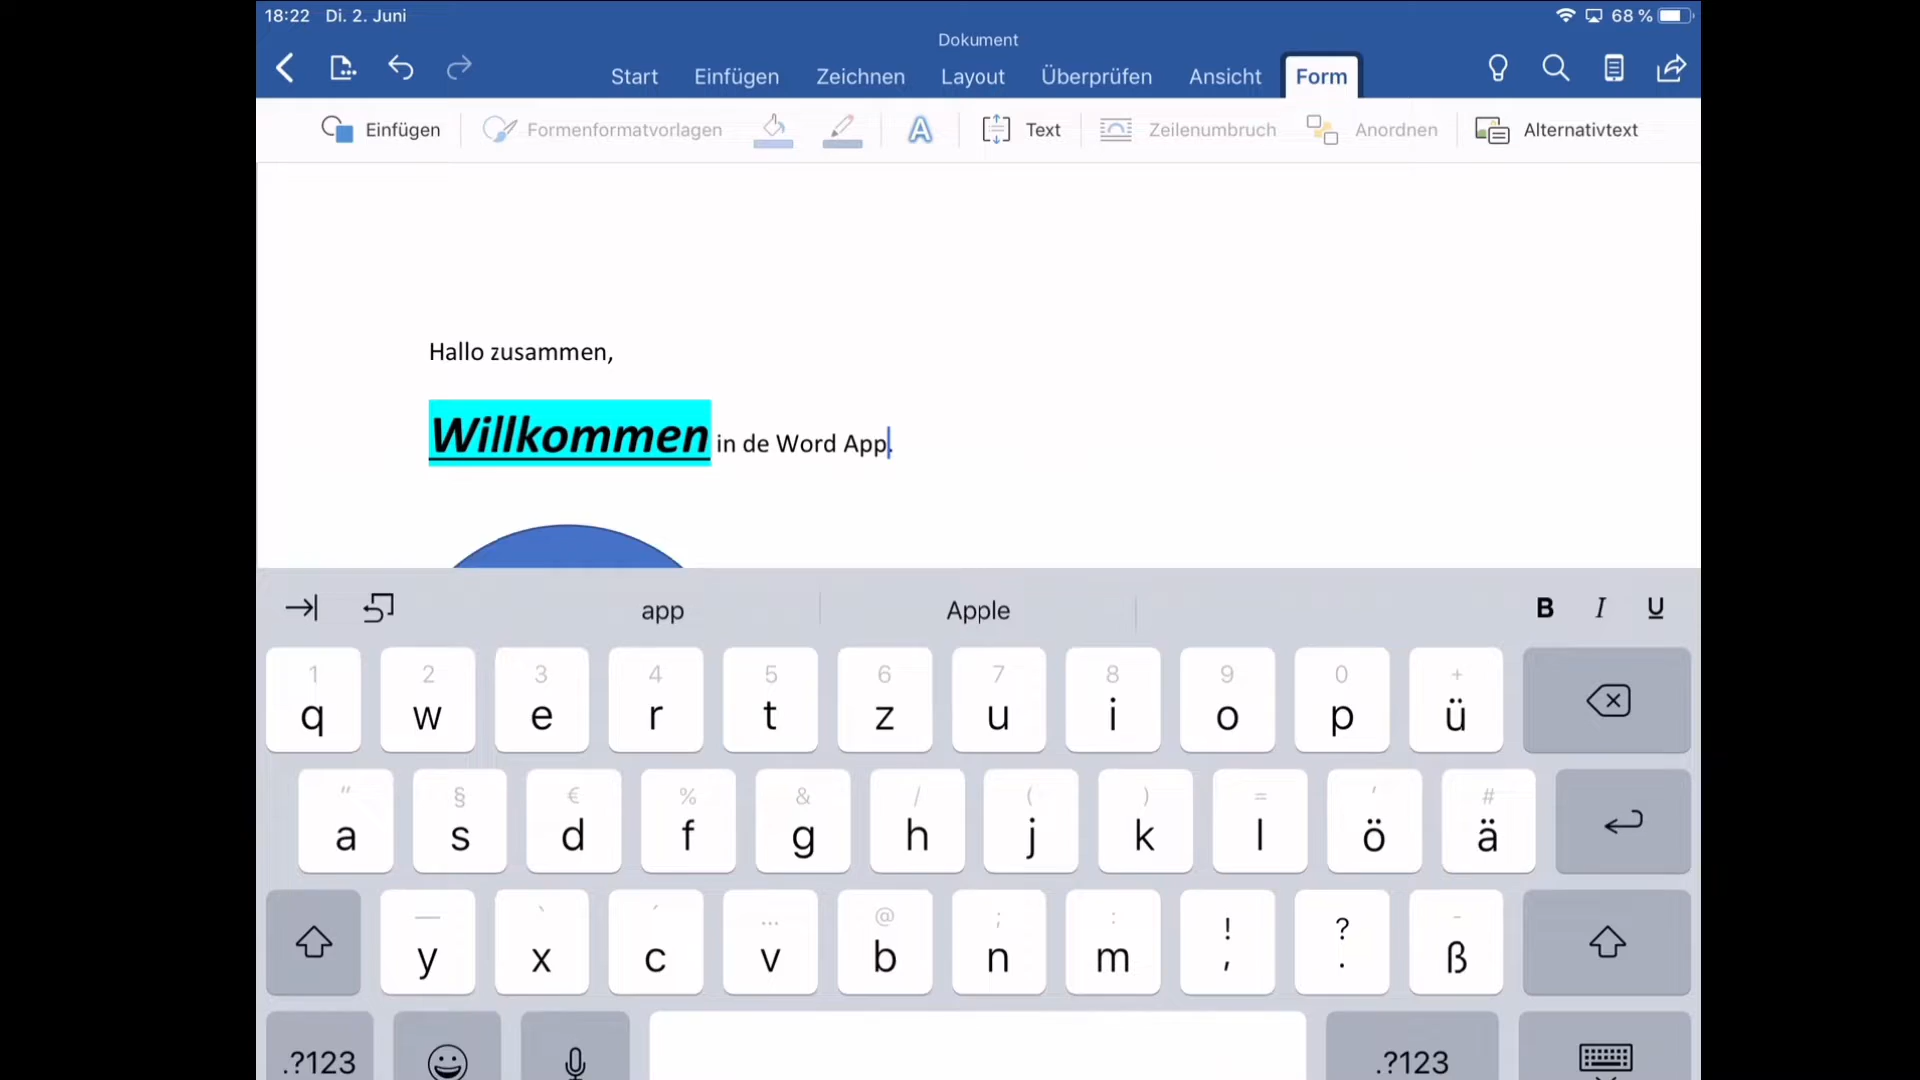 18:22 Di. 2. Juni 68 %
Dokument
Start Einfügen Zeichnen Layout Überprüfen Ansicht Form
Einfügen Formenformatvorlagen A Text Zeilenumbruch Anordnen Alternativtext
Hallo zusammen,
Willkommen in de Word App.
app Apple B I U
1 2 3 4 5 6 7 8 9 0 +
q w e r t z u i o p ü
" § € % & / ( ) = ' #
a s d f g h j k l ö ä
— ` ´ ... @ ; : ! ? -
y x c v b n m , . ß
.?123 .?123